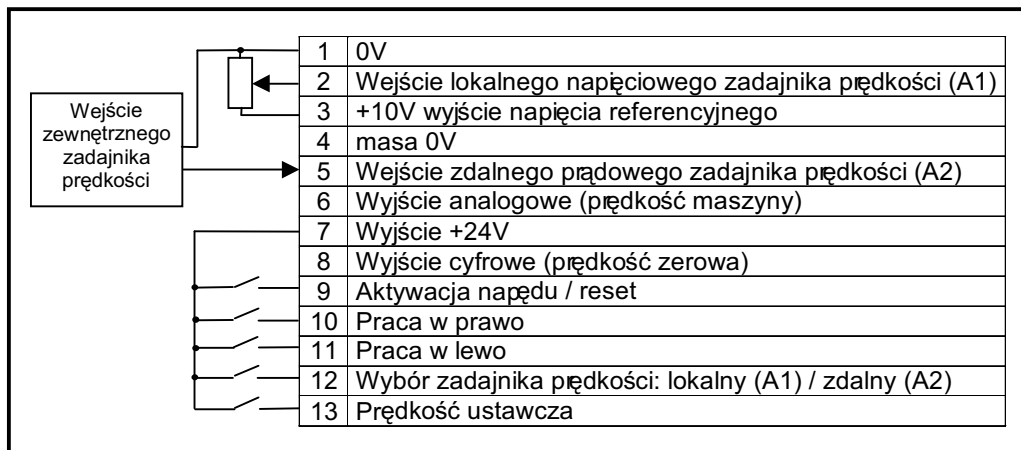 Wejście
zewnętrznego
zadajnika
prędkości
1 0V
2 Wejście lokalnego napięciowego zadajnika prędkości (A1)
3 +10V wyjście napięcia referencyjnego
4 masa 0V
5 Wejście zdalnego prądowego zadajnika prędkości (A2)
6 Wyjście analogowe (prędkość maszyny)
7 Wyjście +24V
8 Wyjście cyfrowe (prędkość zerowa)
9 Aktywacja napędu / reset
10 Praca w prawo
11 Praca w lewo
12 Wybór zadajnika prędkości: lokalny (A1) / zdalny (A2)
13 Prędkość ustawcza